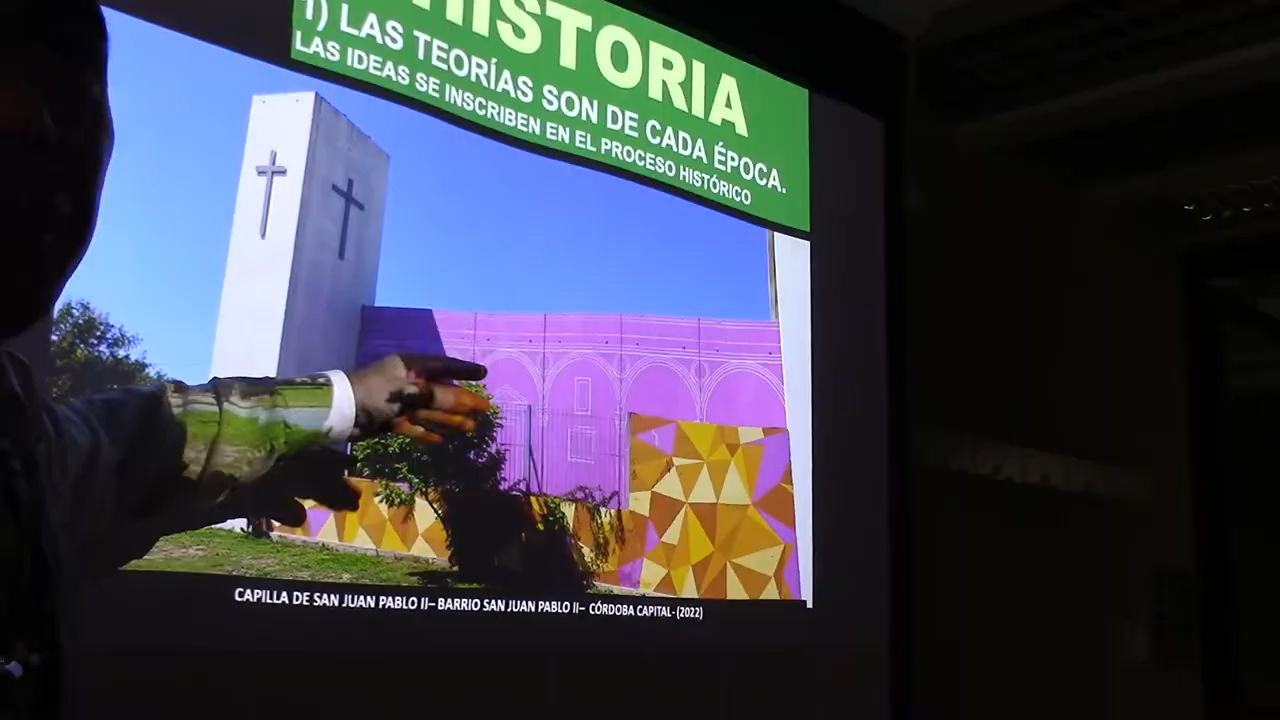 HISTORIA
1) LAS TEORÍAS SON DE CADA ÉPOCA.
LAS IDEAS SE INSCRIBEN EN EL PROCESO HISTÓRICO
CAPILLA DE SAN JUAN PABLO II– BARRIO SAN JUAN PABLO II– CÓRDOBA CAPITAL- (2022)